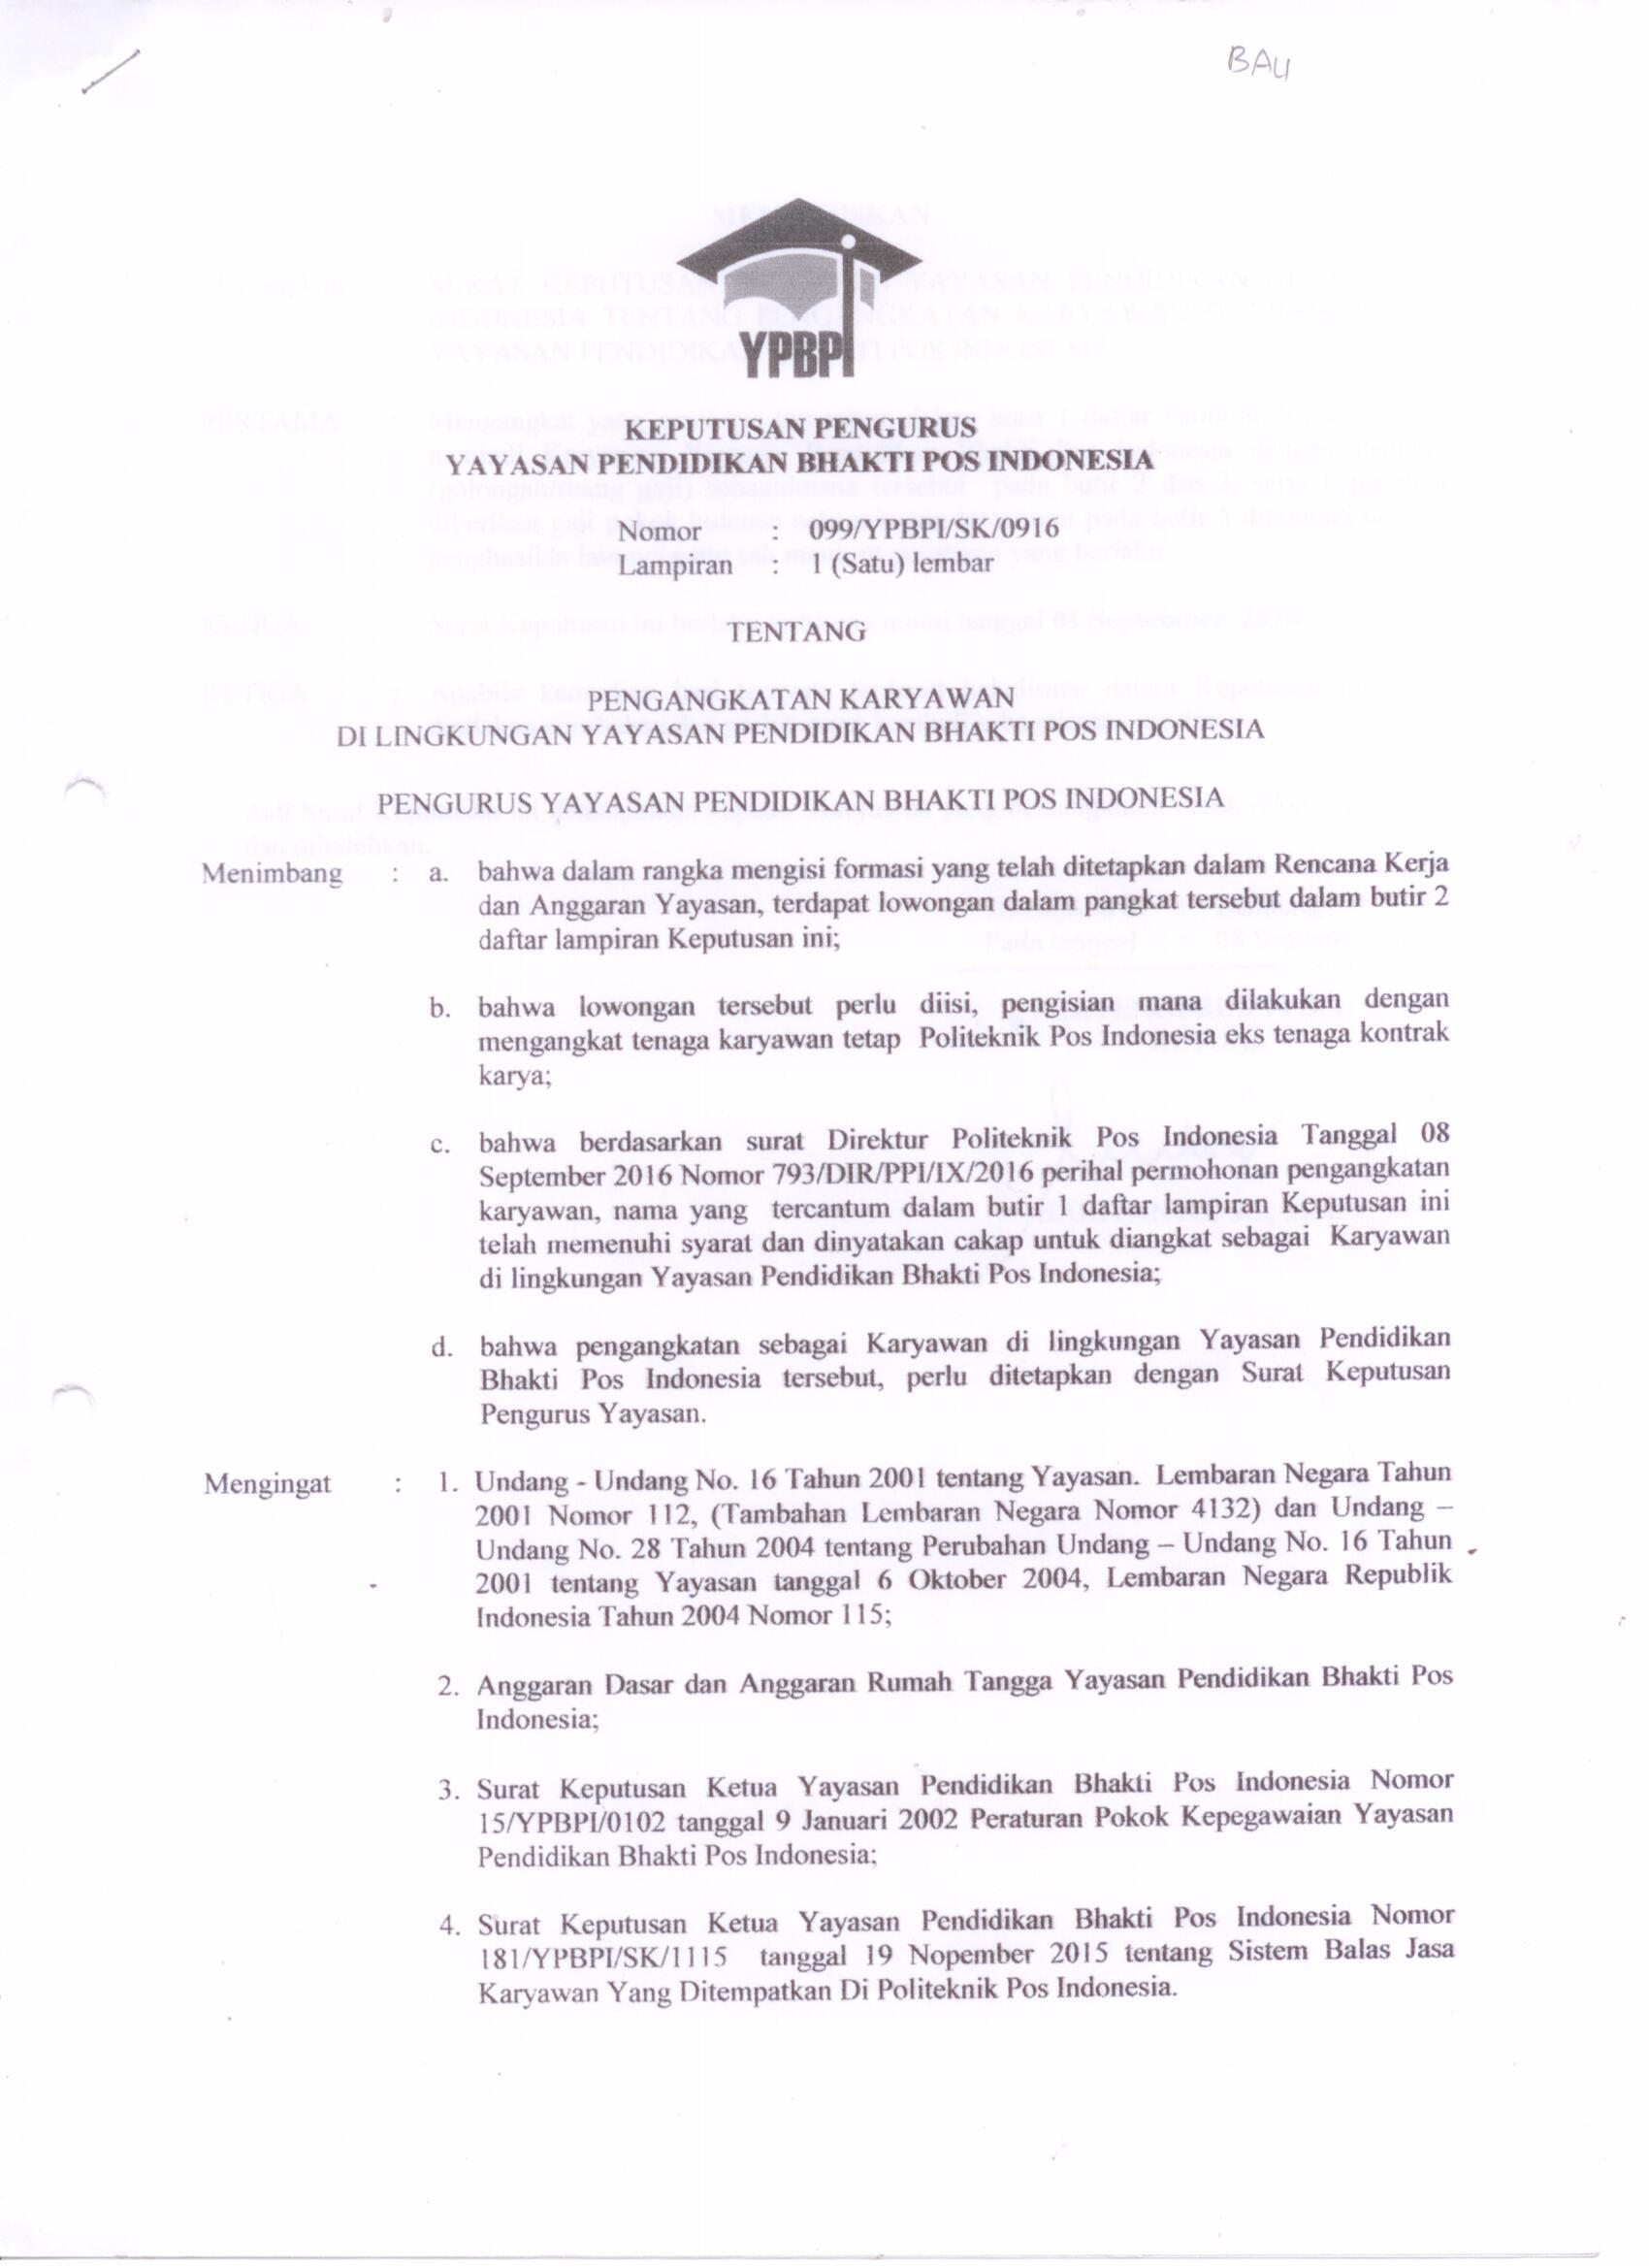 BAU
YPBPI
KEPUTUSAN PENGURUS
YAYASAN PENDIDIKAN BHAKTI POS INDONESIA
Nomor : 099/YPBPI/SK/0916
Lampiran : 1 (Satu) lembar
TENTANG
PENGANGKATAN KARYAWAN
DI LINGKUNGAN YAYASAN PENDIDIKAN BHAKTI POS INDONESIA
PENGURUS YAYASAN PENDIDIKAN BHAKTI POS INDONESIA
Menimbang : a. bahwa dalam rangka mengisi formasi yang telah ditetapkan dalam Rencana Kerja
dan Anggaran Yayasan, terdapat lowongan dalam pangkat tersebut dalam butir 2
daftar lampiran Keputusan ini;
b. bahwa lowongan tersebut perlu diisi, pengisian mana dilakukan dengan
mengangkat tenaga karyawan tetap Politeknik Pos Indonesia eks tenaga kontrak
karya;
c. bahwa berdasarkan surat Direktur Politeknik Pos Indonesia Tanggal 08
September 2016 Nomor 793/DIR/PPI/IX/2016 perihal permohonan pengangkatan
karyawan, nama yang tercantum dalam butir 1 daftar lampiran Keputusan ini
telah memenuhi syarat dan dinyatakan cakap untuk diangkat sebagai Karyawan
di lingkungan Yayasan Pendidikan Bhakti Pos Indonesia;
d. bahwa pengangkatan sebagai Karyawan di lingkungan Yayasan Pendidikan
Bhakti Pos Indonesia tersebut, perlu ditetapkan dengan Surat Keputusan
Pengurus Yayasan.
Mengingat : 1. Undang - Undang No. 16 Tahun 2001 tentang Yayasan. Lembaran Negara Tahun
2001 Nomor 112, (Tambahan Lembaran Negara Nomor 4132) dan Undang –
Undang No. 28 Tahun 2004 tentang Perubahan Undang – Undang No. 16 Tahun
2001 tentang Yayasan tanggal 6 Oktober 2004, Lembaran Negara Republik
Indonesia Tahun 2004 Nomor 115;
2. Anggaran Dasar dan Anggaran Rumah Tangga Yayasan Pendidikan Bhakti Pos
Indonesia;
3. Surat Keputusan Ketua Yayasan Pendidikan Bhakti Pos Indonesia Nomor
15/YPBPI/0102 tanggal 9 Januari 2002 Peraturan Pokok Kepegawaian Yayasan
Pendidikan Bhakti Pos Indonesia;
4. Surat Keputusan Ketua Yayasan Pendidikan Bhakti Pos Indonesia Nomor
181/YPBPI/SK/1115 tanggal 19 Nopember 2015 tentang Sistem Balas Jasa
Karyawan Yang Ditempatkan Di Politeknik Pos Indonesia.